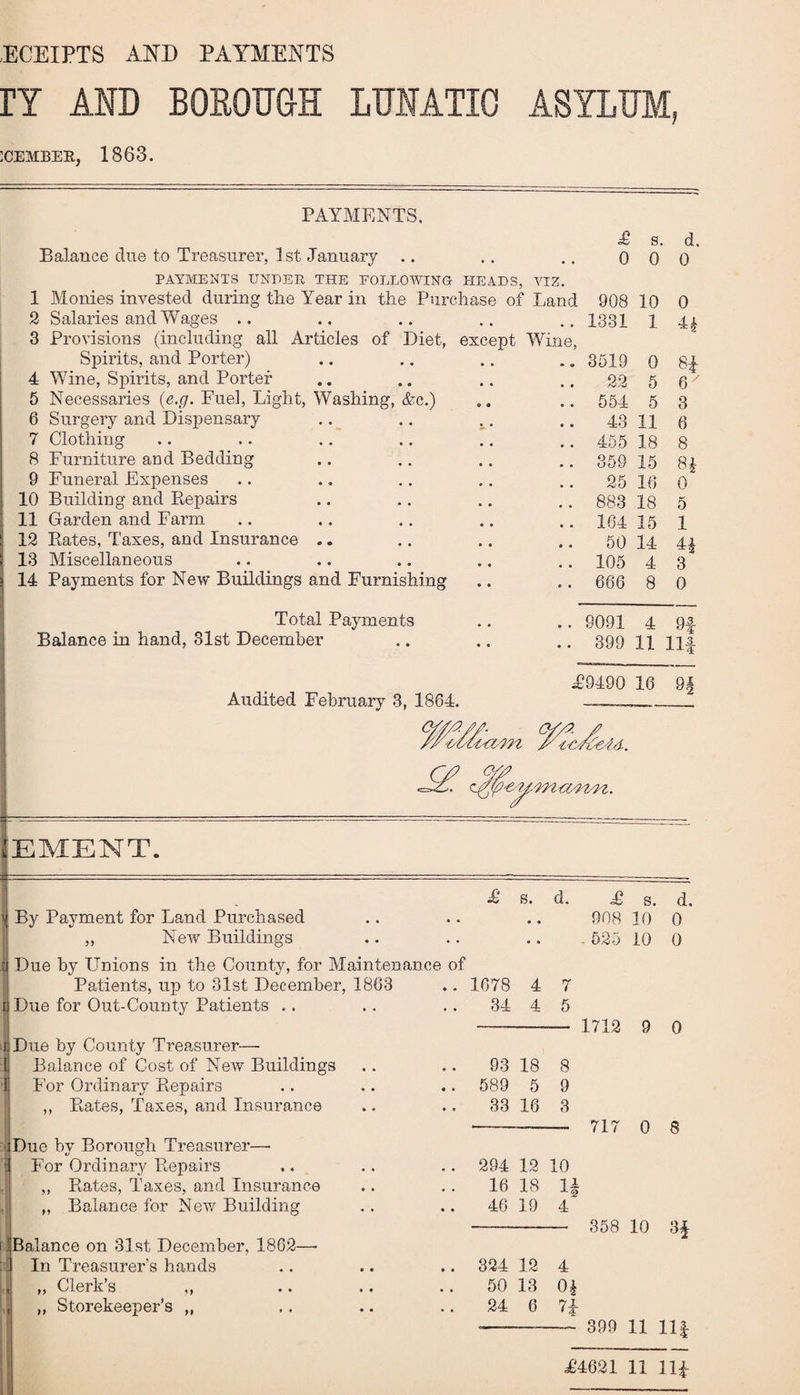 ECEIPTS AND PAYMENTS
TY AND BOROUGH LUNATIC ASYLUM,
CEMBER, 1863.
PAYMENTS.
£ s. d.
Balance due to Treasurer, 1st January .. .. .. 0 0 0
PAYMENTS UNDER THE FOLLOWING HEADS, VIZ.
1 Monies invested during the Year in the Purchase of Land 908 10 0
2 Salaries and Wages .. .. .. .. .. 1331 1 4½
3 Provisions (including all Articles of Diet, except Wine,
Spirits, and Porter) .. .. .. .. 3519 0 8¼
4 Wine, Spirits, and Porter .. .. .. .. 22 5 6
5 Necessaries (e.g. Fuel, Light, Washing, &c.) .. .. 554 5 3
6 Surgery and Dispensary .. .. .. .. 43 11 6
7 Clothing .. .. .. .. .. .. 455 18 8
8 Furniture and Bedding .. .. .. .. 359 15 8½
9 Funeral Expenses .. .. .. .. .. 25 16 0
10 Building and Repairs .. .. .. .. 883 18 5
11 Garden and Farm .. .. .. .. .. 164 15 1
12 Rates, Taxes, and Insurance .. .. .. .. 50 14 4½
13 Miscellaneous .. .. .. .. .. 105 4 3
14 Payments for New Buildings and Furnishing .. .. 666 8 0
Total Payments .. .. 9091 4 9¾
Balance in hand, 31st December .. .. .. 399 11 11¾
£9490 16 9½
Audited February 3, 1864.
William Vickers.
L. Heymann.
EMENT.
£ s. d. £ s. d.
By Payment for Land Purchased .. .. .. 908 10 0
„ New Buildings .. .. .. 525 10 0
Due by Unions in the County, for Maintenance of
Patients, up to 31st December, 1863 .. 1678 4 7
Due for Out-County Patients .. .. .. 34 4 5
1712 9 0
Due by County Treasurer—
Balance of Cost of New Buildings .. .. 93 18 8
For Ordinary Repairs .. .. .. 589 5 9
„ Rates, Taxes, and Insurance .. .. 33 16 3
717 0 8
Due by Borough Treasurer—
For Ordinary Repairs .. .. .. 294 12 10
„ Rates, Taxes, and Insurance .. .. 16 18 1½
„ Balance for New Building .. .. 46 19 4
358 10 3½
Balance on 31st December, 1862—
In Treasurer's hands .. .. .. 324 12 4
„ Clerk's „ .. .. .. 50 13 0½
„ Storekeeper's „ .. .. .. 24 6 7¼
399 11 11¾
£4621 11 11¼